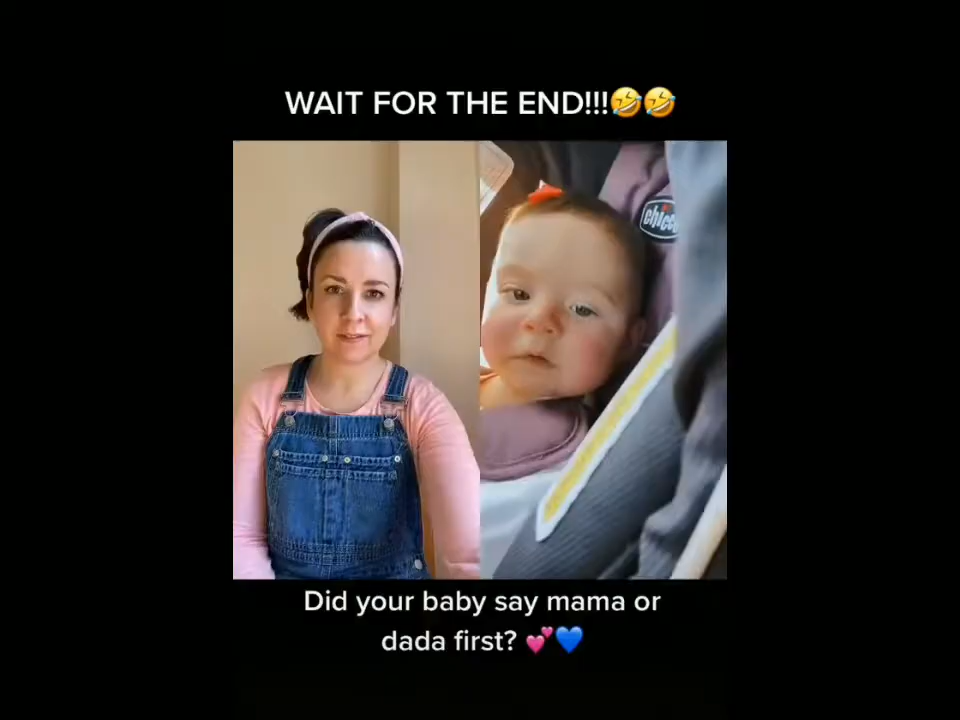 WAIT FOR THE END!!!🤣🤣
chicco
Did your baby say mama or
dada first? 💕💙